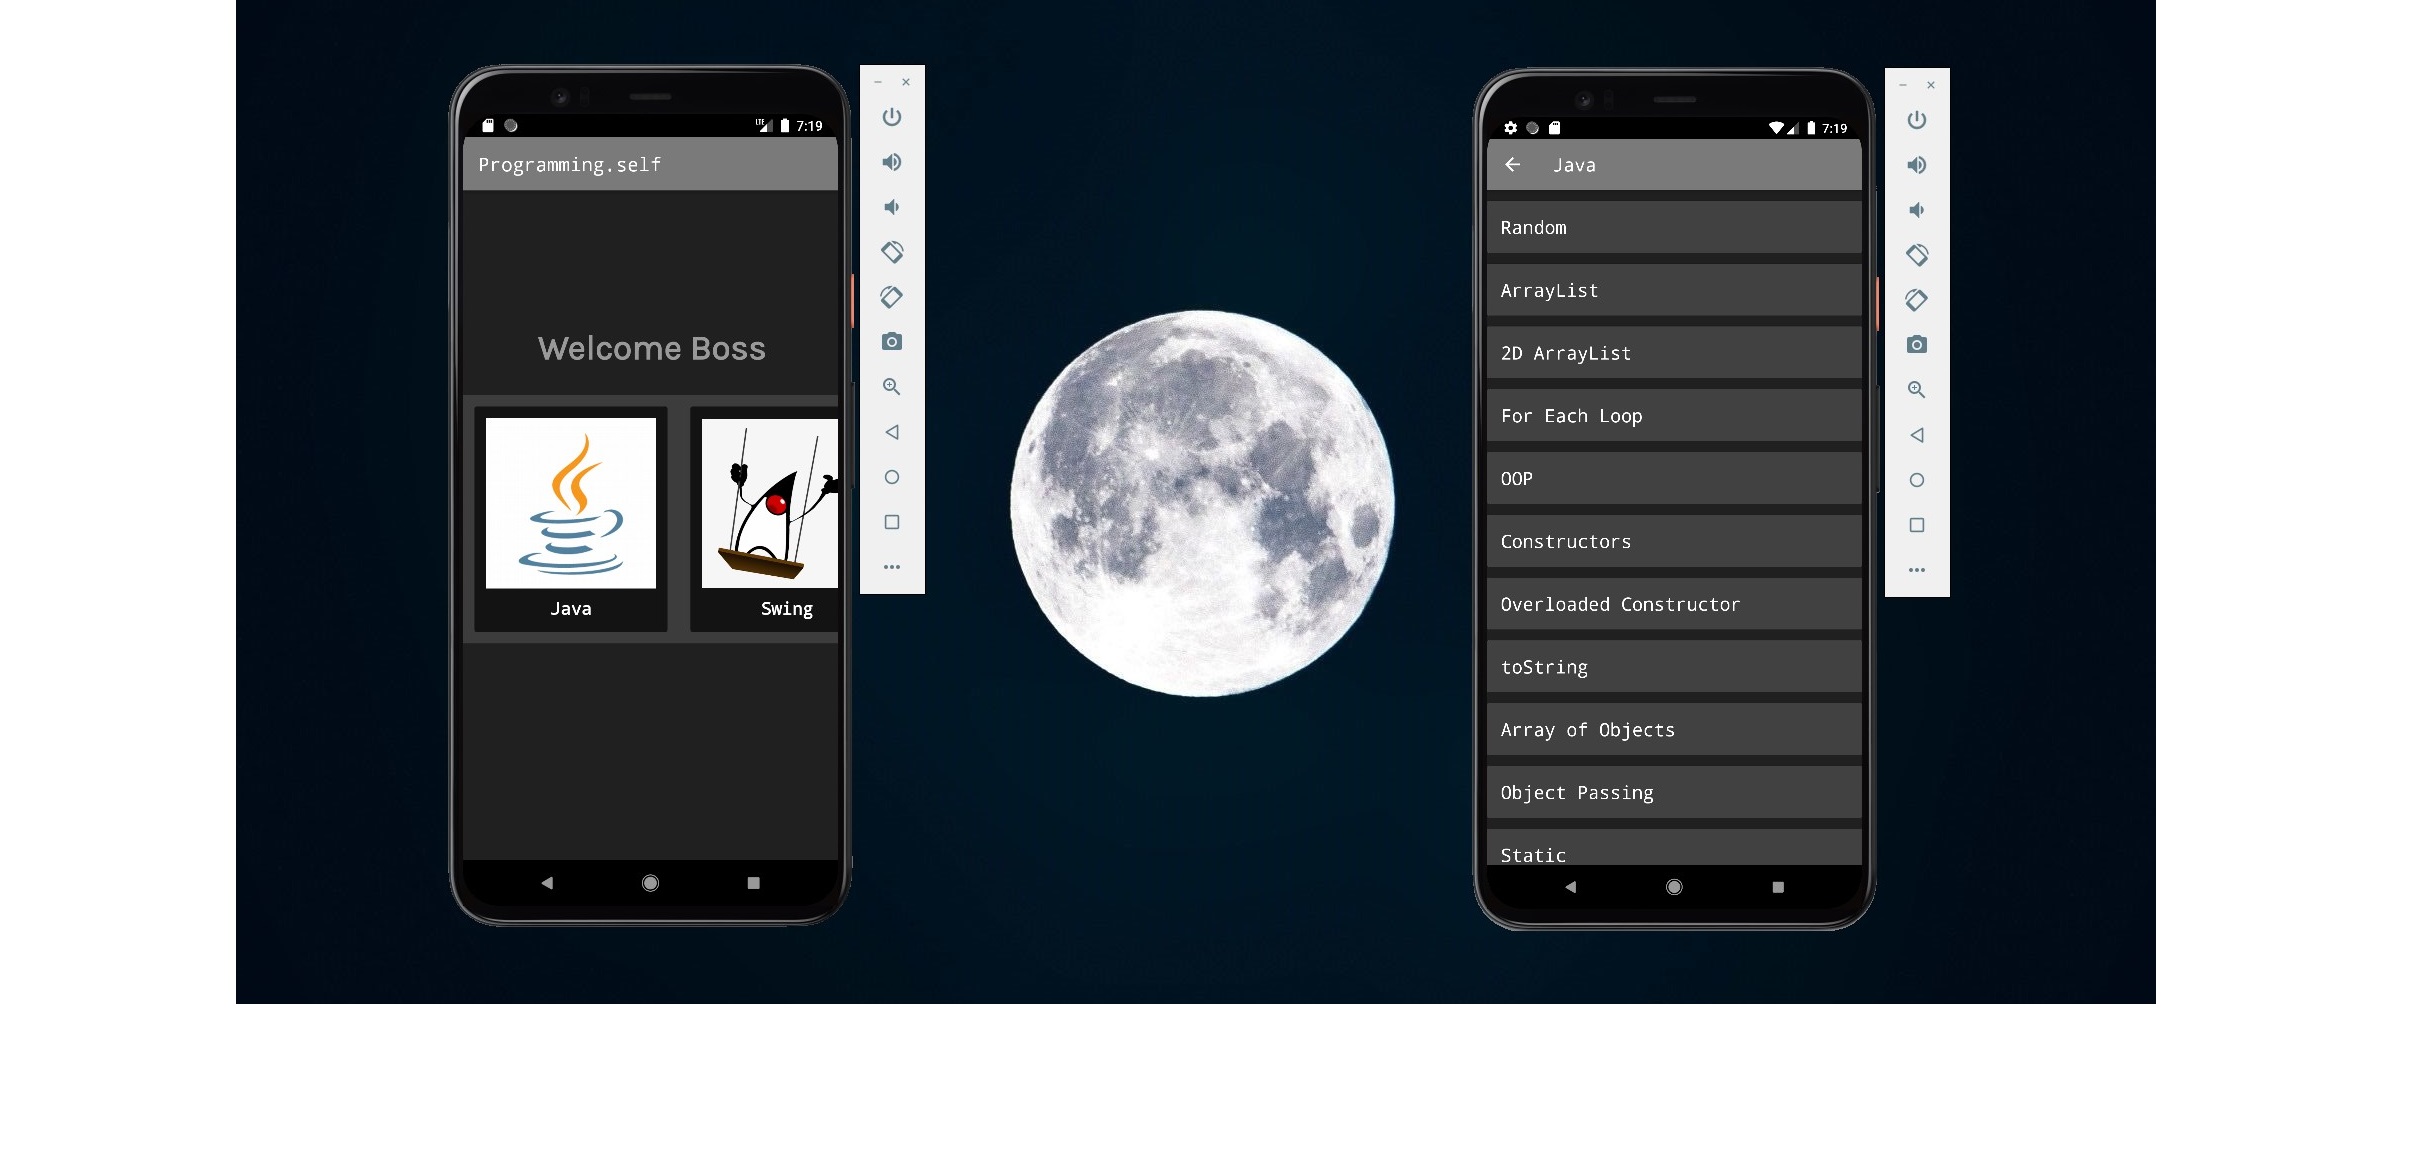 LTE
7:19
Programming.self
Welcome Boss
Java
Swing
7:19
Java
Random
ArrayList
2D ArrayList
For Each Loop
OOP
Constructors
Overloaded Constructor
toString
Array of Objects
Object Passing
Static